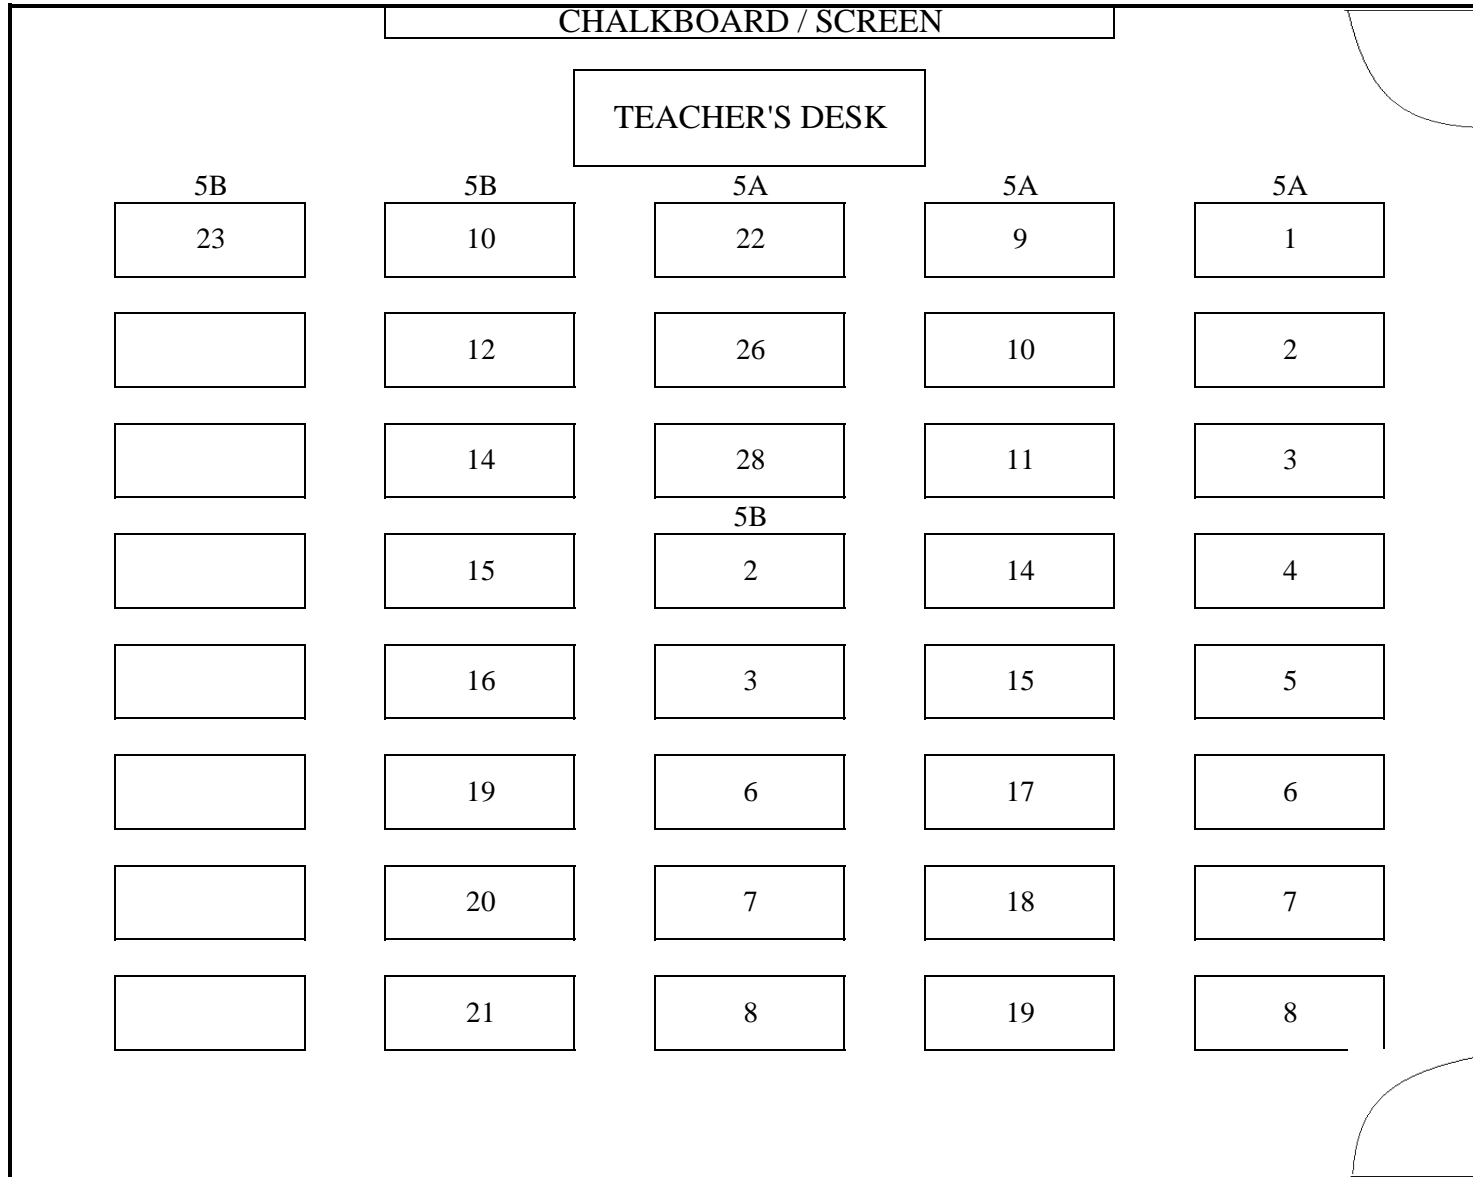 CHALKBOARD / SCREEN
TEACHER'S DESK
5B 5B 5A 5A 5A
23 10 22 9 1
12 26 10 2
14 28 11 3
5B
15 2 14 4
16 3 15 5
19 6 17 6
20 7 18 7
21 8 19 8